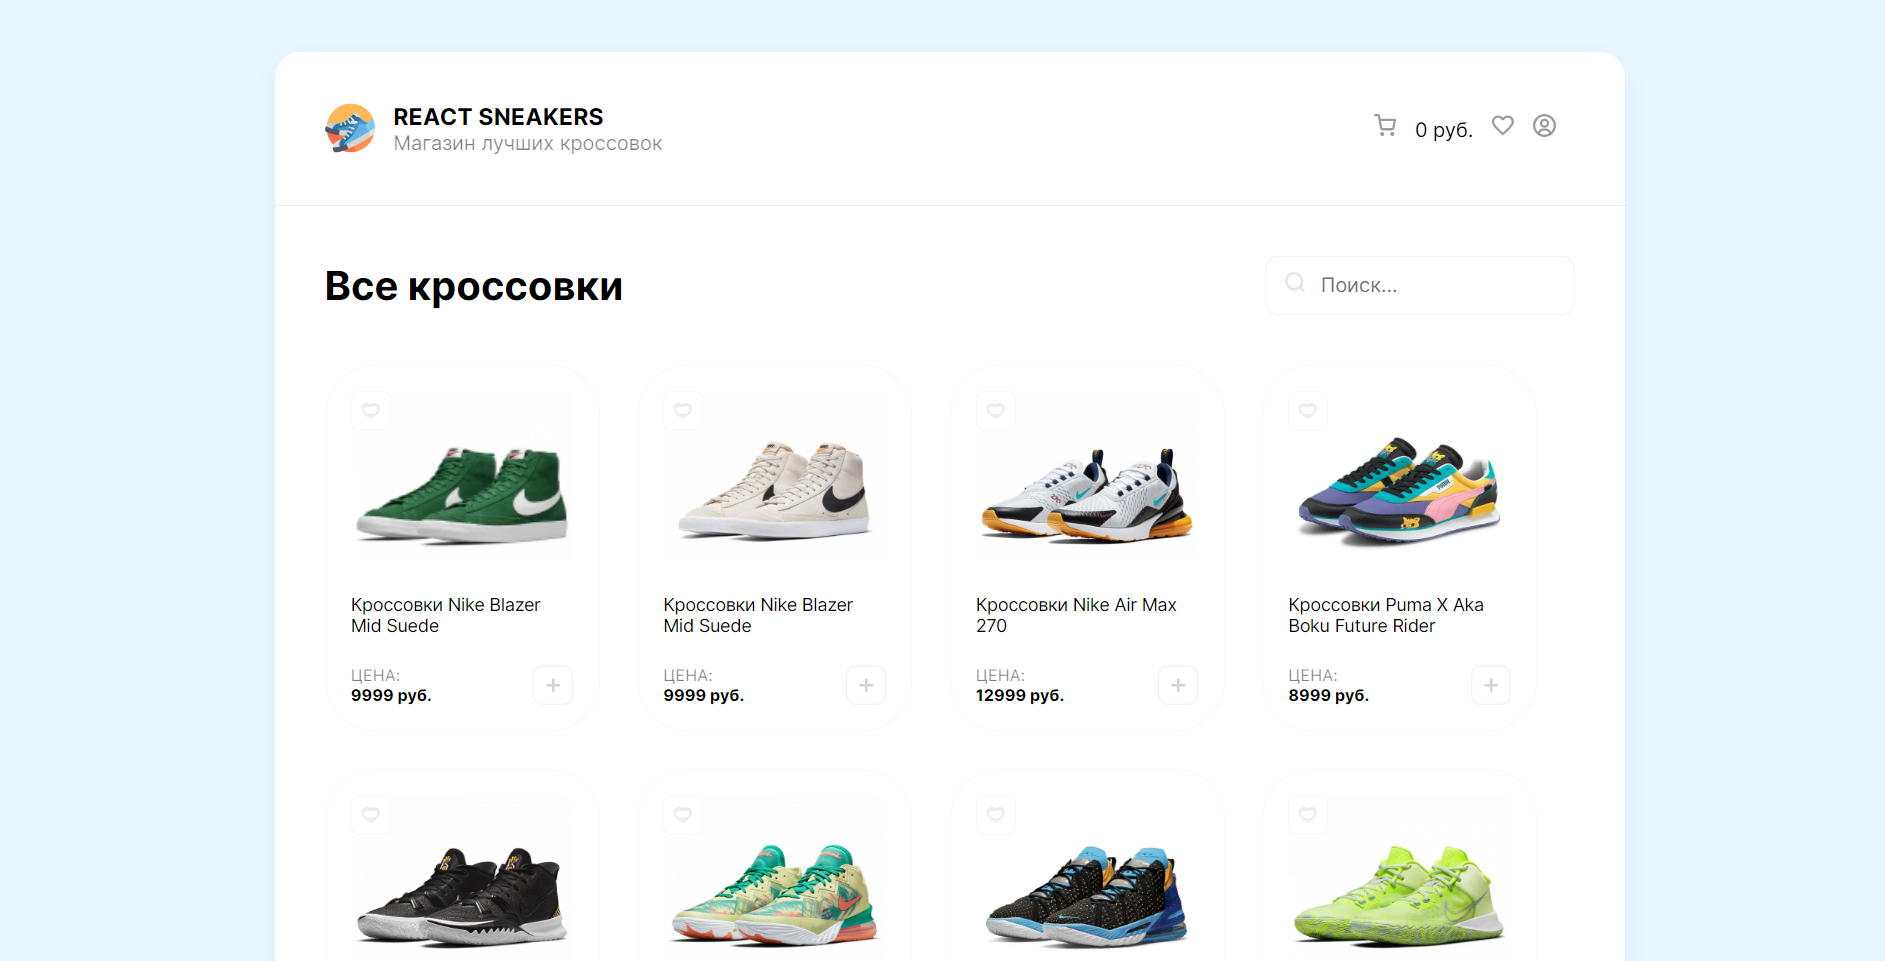 REACT SNEAKERS
Магазин лучших кроссовок
0 руб.
Все кроссовки
Поиск...
Кроссовки Nike Blazer
Mid Suede
ЦЕНА:
9999 руб.
Кроссовки Nike Blazer
Mid Suede
ЦЕНА:
9999 руб.
Кроссовки Nike Air Max
270
ЦЕНА:
12999 руб.
Кроссовки Puma X Aka
Boku Future Rider
ЦЕНА:
8999 руб.